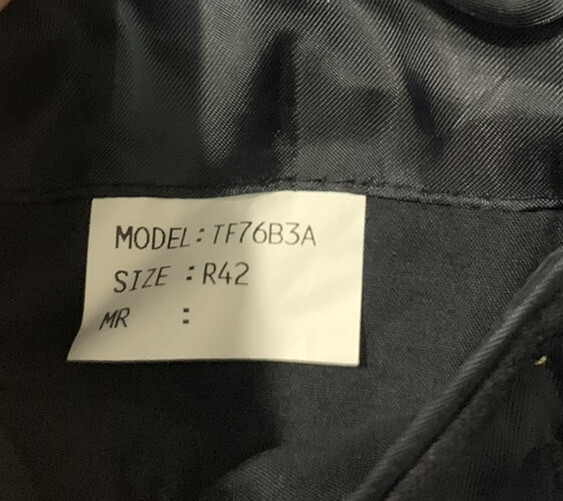 MODEL: TF76B3A
SIZE : R42
MR :